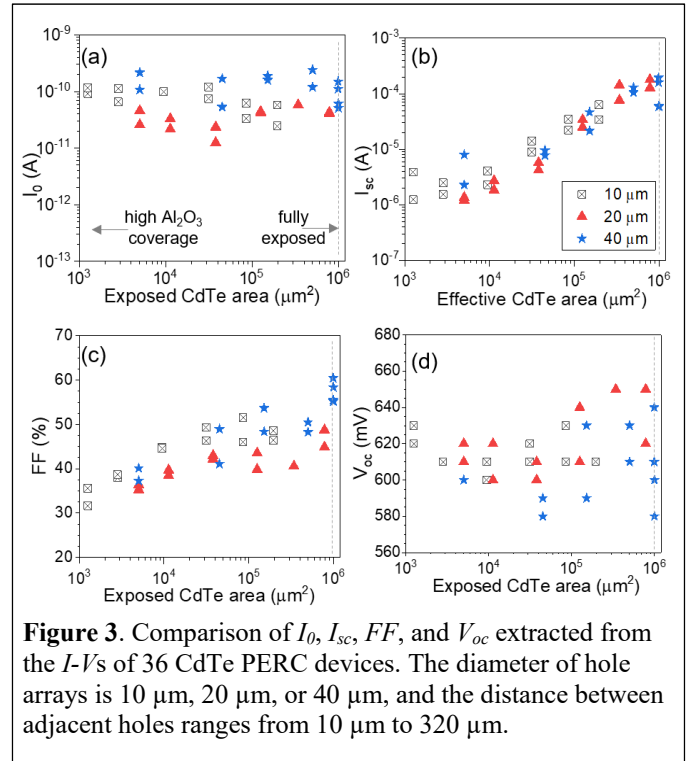 (a)
I₀ (A)
10⁻⁹
10⁻¹⁰
10⁻¹¹
10⁻¹²
10⁻¹³
high Al₂O₃
coverage
fully
exposed
10³ 10⁴ 10⁵ 10⁶
Exposed CdTe area (μm²)
(b)
Isc (A)
10⁻³
10⁻⁴
10⁻⁵
10⁻⁶
10⁻⁷
10 μm
20 μm
40 μm
10³ 10⁴ 10⁵ 10⁶
Effective CdTe area (μm²)
(c)
FF (%)
70
60
50
40
30
20
10³ 10⁴ 10⁵ 10⁶
Exposed CdTe area (μm²)
(d)
Voc (mV)
680
660
640
620
600
580
560
10³ 10⁴ 10⁵ 10⁶
Exposed CdTe area (μm²)
Figure 3. Comparison of I₀, Isc, FF, and Voc extracted from
the I-Vs of 36 CdTe PERC devices. The diameter of hole
arrays is 10 μm, 20 μm, or 40 μm, and the distance between
adjacent holes ranges from 10 μm to 320 μm.